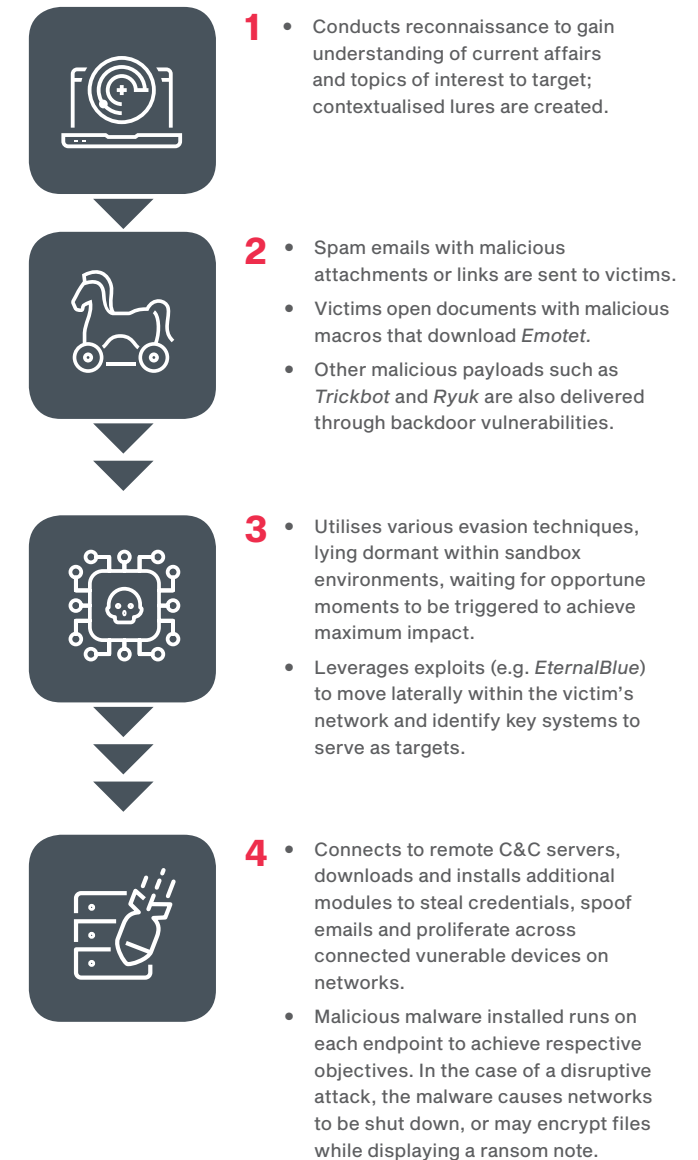 1 • Conducts reconnaissance to gain
understanding of current affairs
and topics of interest to target;
contextualised lures are created.
2 • Spam emails with malicious
attachments or links are sent to victims.
• Victims open documents with malicious
macros that download Emotet.
• Other malicious payloads such as
Trickbot and Ryuk are also delivered
through backdoor vulnerabilities.
3 • Utilises various evasion techniques,
lying dormant within sandbox
environments, waiting for opportune
moments to be triggered to achieve
maximum impact.
• Leverages exploits (e.g. EternalBlue)
to move laterally within the victim's
network and identify key systems to
serve as targets.
4 • Connects to remote C&C servers,
downloads and installs additional
modules to steal credentials, spoof
emails and proliferate across
connected vunerable devices on
networks.
• Malicious malware installed runs on
each endpoint to achieve respective
objectives. In the case of a disruptive
attack, the malware causes networks
to be shut down, or may encrypt files
while displaying a ransom note.